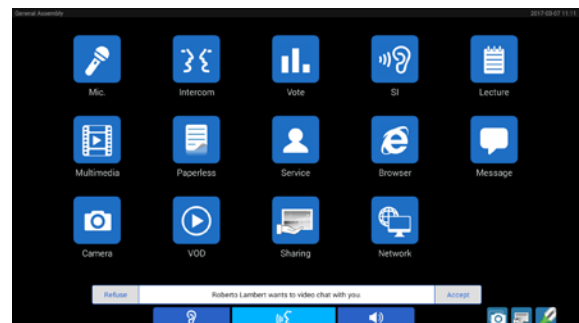 General Assembly 2017-03-07 11:11
Mic. Intercom Vote SI Lecture
Multimedia Paperless Service Browser Message
Camera VOD Sharing Network
Refuse Roberto Lambert wants to video chat with you. Accept